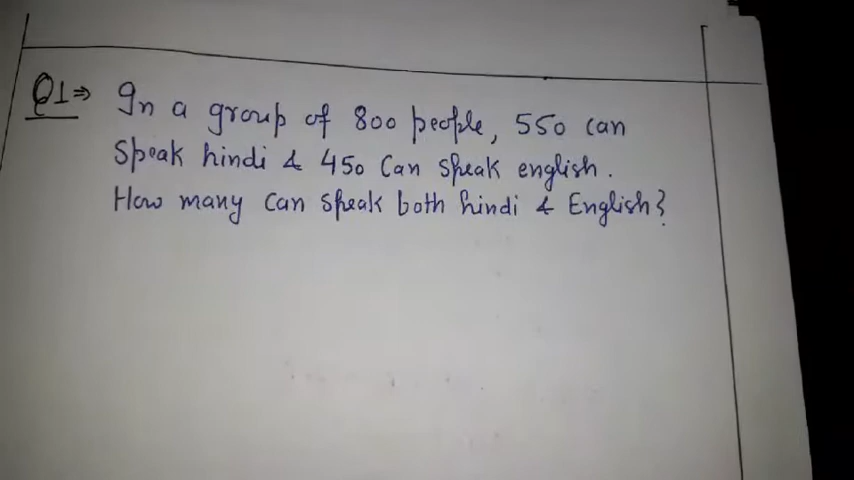 Q1⇒ In a group of 800 people, 550 can
speak hindi & 450 Can speak english.
How many can speak both hindi & English?